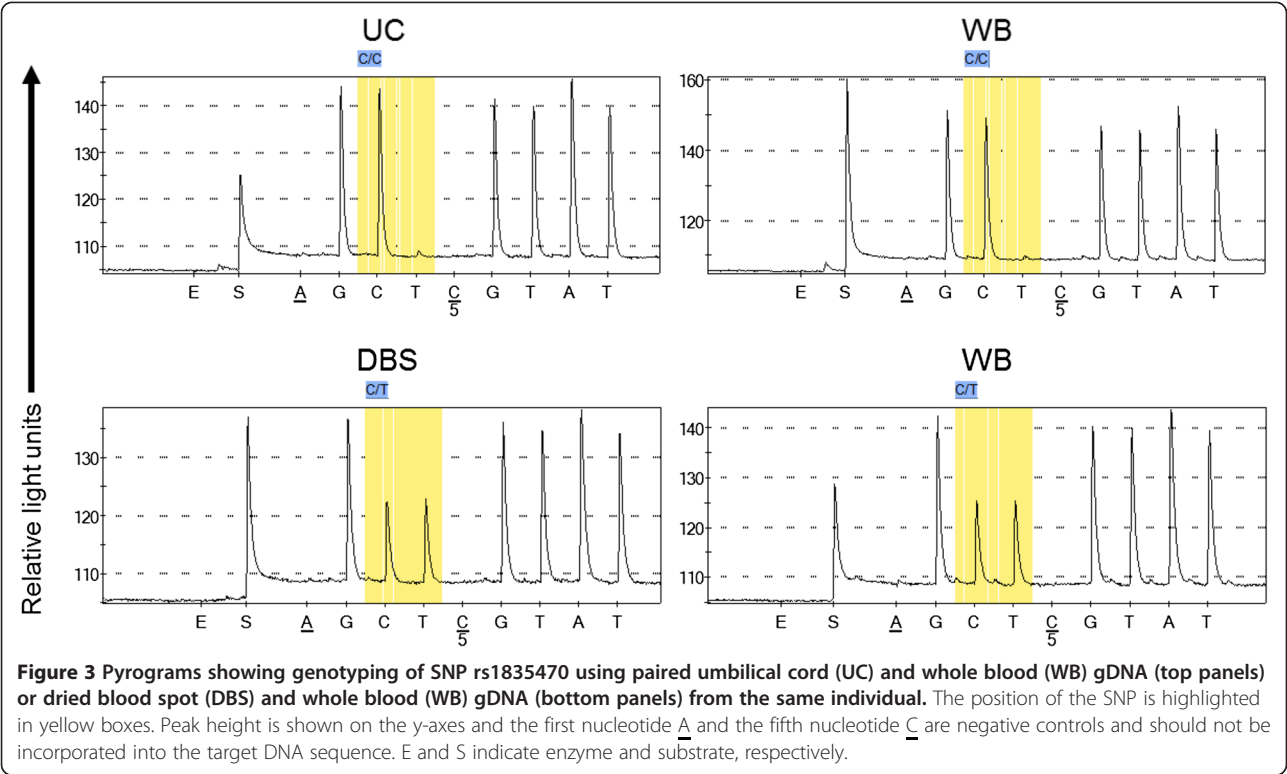 UC
C/C
140
130
120
110
E S A G C T C G T A T
5
WB
C/C
160
140
120
E S A G C T C G T A T
5
Relative light units
DBS
C/T
130
120
110
E S A G C T C G T A T
5
WB
C/T
140
130
120
110
E S A G C T C G T A T
5
Figure 3 Pyrograms showing genotyping of SNP rs1835470 using paired umbilical cord (UC) and whole blood (WB) gDNA (top panels)
or dried blood spot (DBS) and whole blood (WB) gDNA (bottom panels) from the same individual. The position of the SNP is highlighted
in yellow boxes. Peak height is shown on the y-axes and the first nucleotide A and the fifth nucleotide C are negative controls and should not be
incorporated into the target DNA sequence. E and S indicate enzyme and substrate, respectively.